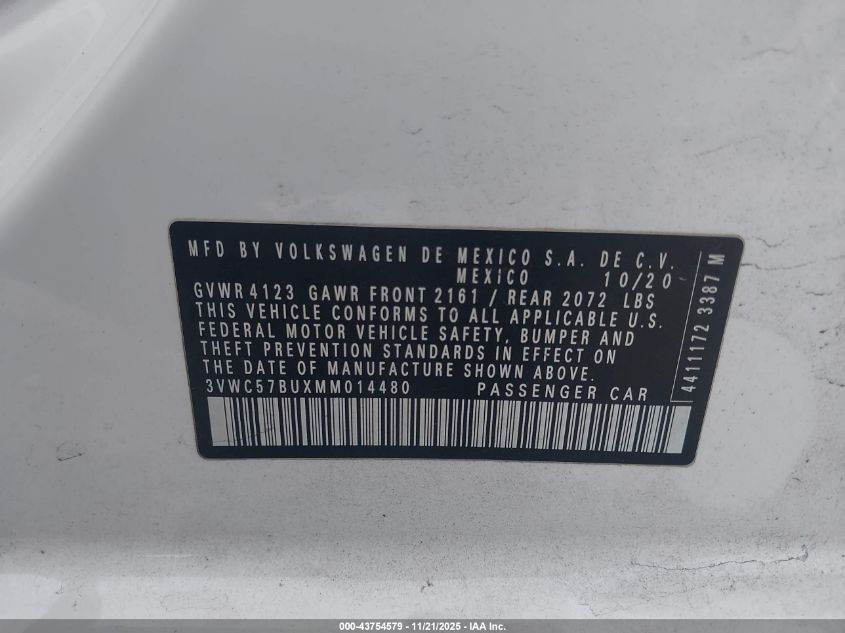 MFD BY VOLKSWAGEN DE MEXICO S.A. DE C.V.
MEXICO 10/20
GVWR 4123 GAWR FRONT 2161 / REAR 2072 LBS
THIS VEHICLE CONFORMS TO ALL APPLICABLE U.S.
FEDERAL MOTOR VEHICLE SAFETY, BUMPER AND
THEFT PREVENTION STANDARDS IN EFFECT ON
THE DATE OF MANUFACTURE SHOWN ABOVE.
3VWC57BUXMM014480 PASSENGER CAR
4411172 3387 M
000-43754579 - 11/21/2025 - IAA Inc.